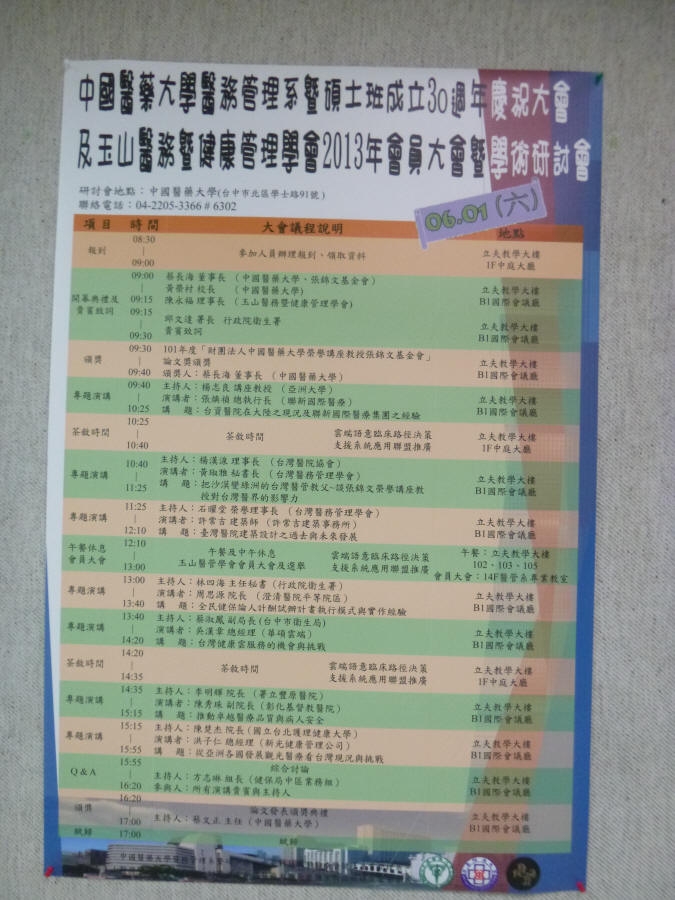 中國醫藥大學醫務管理系暨碩士班成立30週年慶祝大會
及玉山醫務暨健康管理學會2013年會員大會暨學術研討會
研討會地點：中國醫藥大學(台中市北區學士路91號)
聯絡電話：04-2205-3366 # 6302
06.01 (六)
項目 時間 大會議程說明 地點
報到 08:30 | 09:00 參加人員辦理報到、領取資料 立夫教學大樓 1F中庭大廳
開幕典禮及貴賓致詞
09:00 | 09:15
蔡長海 董事長 （中國醫藥大學、張錦文基金會）
黃榮村 校長 （中國醫藥大學）
陳永福 理事長 （玉山醫務暨健康管理學會）
立夫教學大樓 B1國際會議廳
09:15 | 09:30
邱文達 署長 行政院衛生署
貴賓致詞
立夫教學大樓 B1國際會議廳
頒獎 09:30 | 09:40
101年度「財團法人中國醫藥大學榮譽講座教授張錦文基金會」
論文獎頒獎
頒獎人：蔡長海 董事長 （中國醫藥大學）
立夫教學大樓 B1國際會議廳
專題演講 09:40 | 10:25
主持人：楊志良 講座教授 （亞洲大學）
演講者：張煥禎 總執行長 （聯新國際醫療）
講 題：台資醫院在大陸之現況及聯新國際醫療集團之經驗
立夫教學大樓 B1國際會議廳
茶敘時間 10:25 | 10:40
茶敘時間
雲端語意臨床路徑決策
支援系統應用聯盟推廣
立夫教學大樓 1F中庭大廳
專題演講 10:40 | 11:25
主持人：楊漢湶 理事長 （台灣醫院協會）
演講者：黃椒雅 秘書長 （台灣醫務管理學會）
講 題：把沙漠變綠洲的台灣醫管教父~談張錦文榮譽講座教
授對台灣醫界的影響力
立夫教學大樓 B1國際會議廳
專題演講 11:25 | 12:10
主持人：石曜堂 榮譽理事長 （台灣醫務管理學會）
演講者：許常吉 建築師 （許常吉建築事務所）
講 題：臺灣醫院建築設計之過去與未來發展
立夫教學大樓 B1國際會議廳
午餐休息 會員大會 12:10 | 13:00
午餐及中午休息
玉山醫管學會會員大會及選舉
雲端語意臨床路徑決策
支援系統應用聯盟推廣
午餐：立夫教學大樓
102、103、105
會員大會：14F醫管系專業教室
專題演講 13:00 | 13:40
主持人：林四海 主任秘書 (行政院衛生署)
演講者：周思源 院長 （澄清醫院平等院區）
講 題：全民健保論人計酬試辦計畫執行模式與實作經驗
立夫教學大樓 B1國際會議廳
專題演講 13:40 | 14:20
主持人：蔡淑鳳 副局長 (台中市衛生局)
演講者：吳漢章 總經理 （華碩雲端）
講 題：台灣健康雲服務的機會與挑戰
立夫教學大樓 B1國際會議廳
茶敘時間 14:20 | 14:35
茶敘時間
雲端語意臨床路徑決策
支援系統應用聯盟推廣
立夫教學大樓 1F中庭大廳
專題演講 14:35 | 15:15
主持人：李明輝 院長 （署立豐原醫院）
演講者：陳秀珠 副院長 (彰化基督教醫院)
講 題：推動卓越醫療品質與病人安全
立夫教學大樓 B1國際會議廳
專題演講 15:15 | 15:55
主持人：陳楚杰 院長 (國立台北護理健康大學)
演講者：洪子仁 總經理 （新光健康管理公司）
講 題：從亞洲各國發展觀光醫療看台灣現況與挑戰
立夫教學大樓 B1國際會議廳
Q & A 15:55 | 16:20
綜合討論
主持人：方志琳 組長 (健保局中區業務組)
參與人：所有演講貴賓與主持人
立夫教學大樓 B1國際會議廳
頒獎 16:20 | 17:00
論文發表頒獎典禮
主持人：蔡文正 主任 （中國醫藥大學）
立夫教學大樓 B1國際會議廳
賦歸 17:00 賦歸